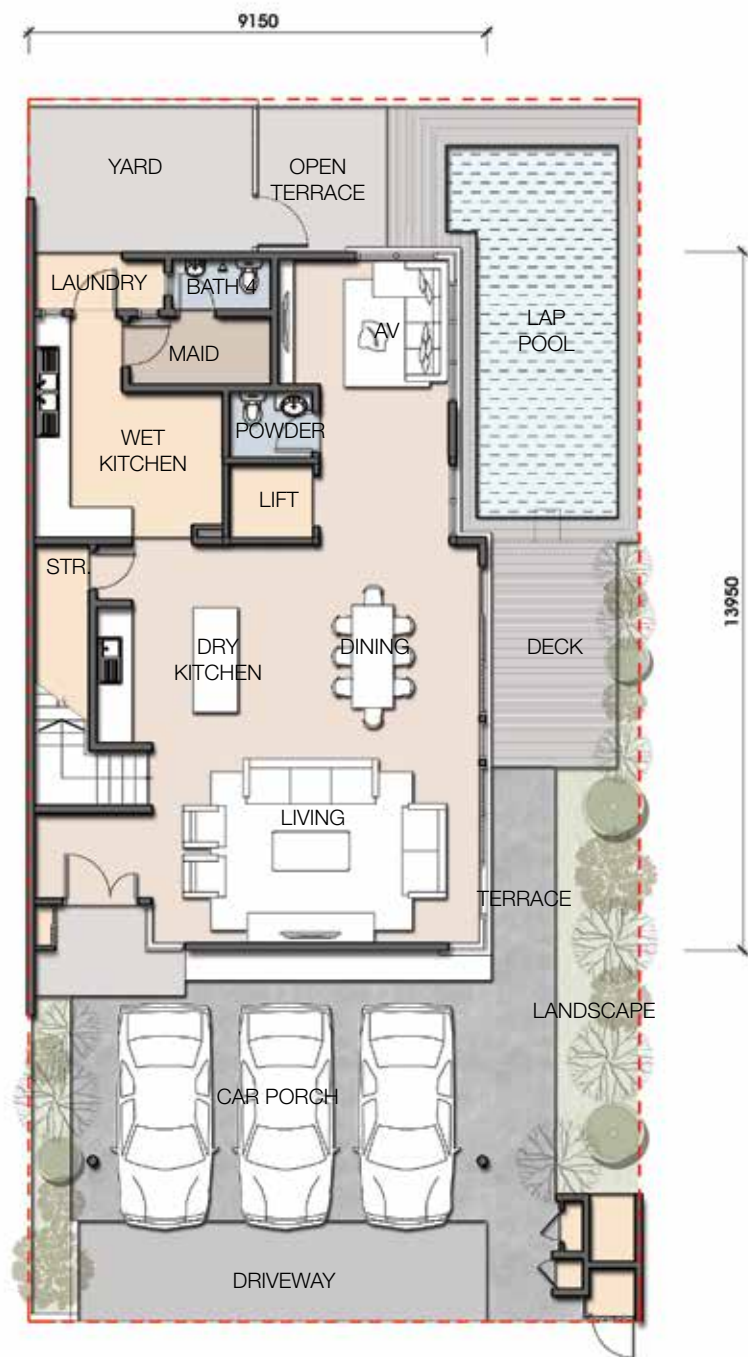 9150
YARD
OPEN
TERRACE
LAUNDRY
BATH 4
AV
LAP
POOL
MAID
POWDER
WET
KITCHEN
LIFT
STR.
DRY
KITCHEN
DINING
DECK
13950
LIVING
TERRACE
LANDSCAPE
CAR PORCH
DRIVEWAY